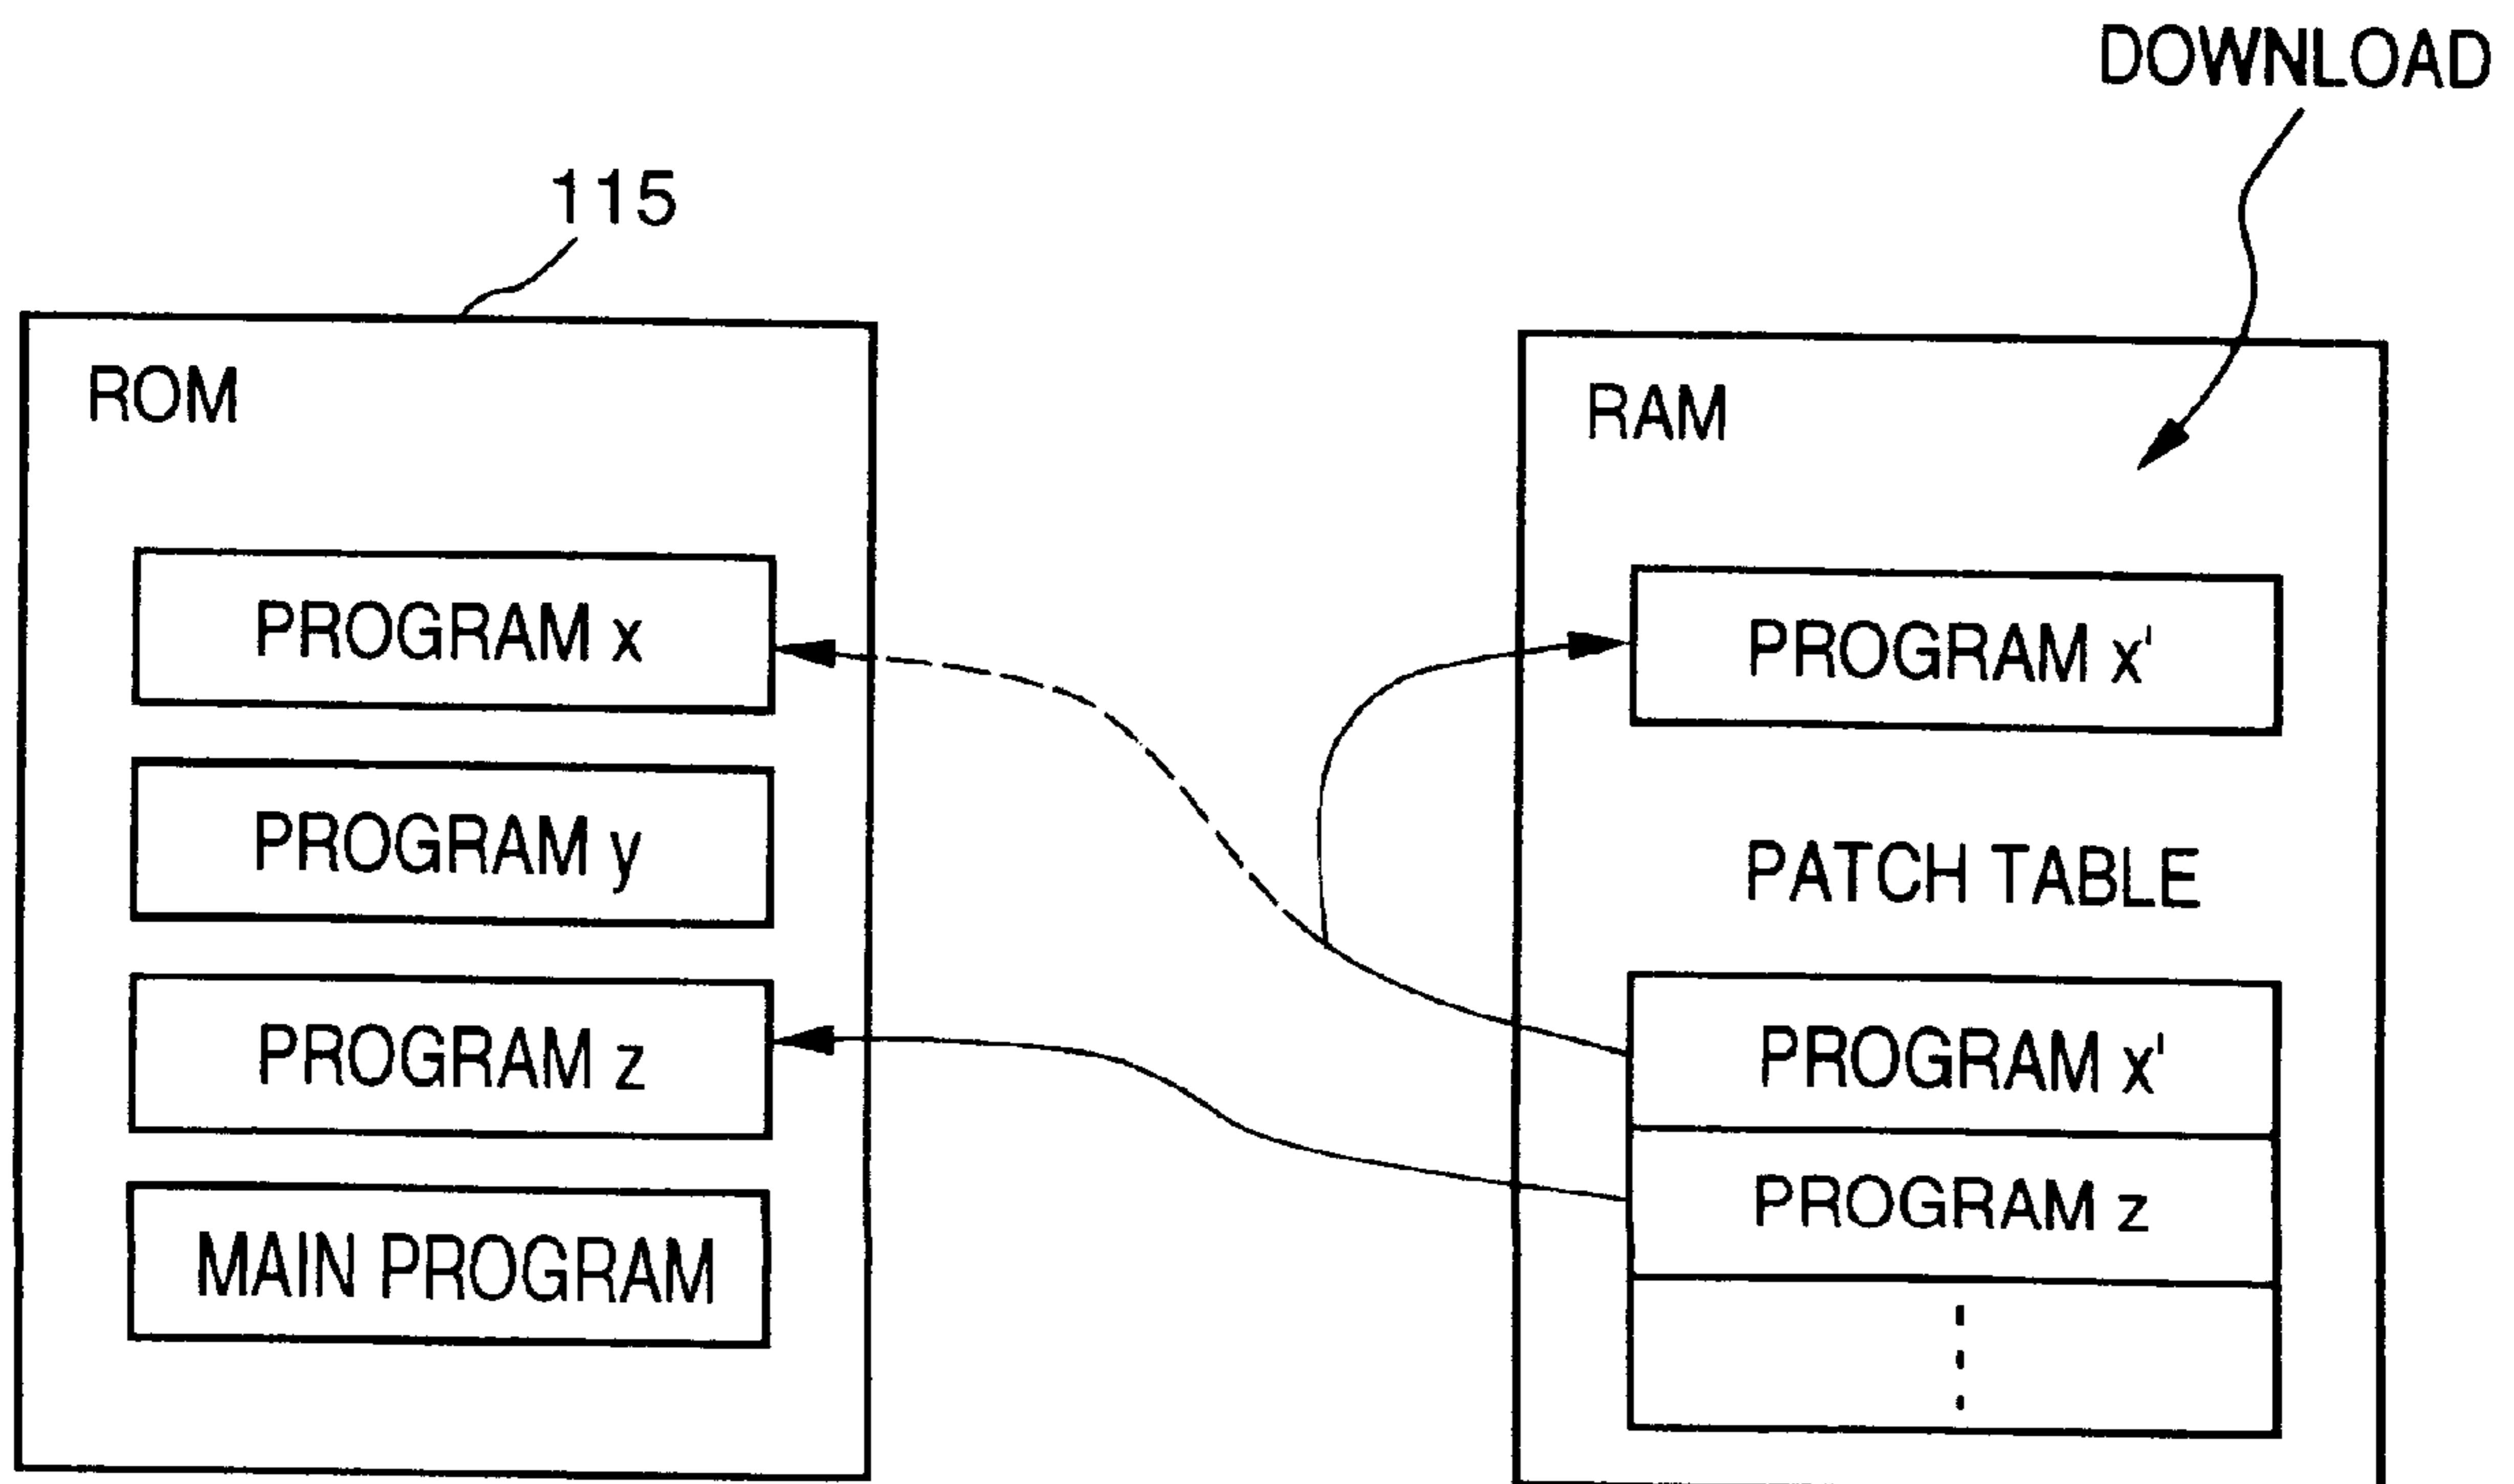 DOWNLOAD
115
ROM
PROGRAM x
PROGRAM y
PROGRAM z
MAIN PROGRAM
RAM
PROGRAM x'
PATCH TABLE
PROGRAM x'
PROGRAM z